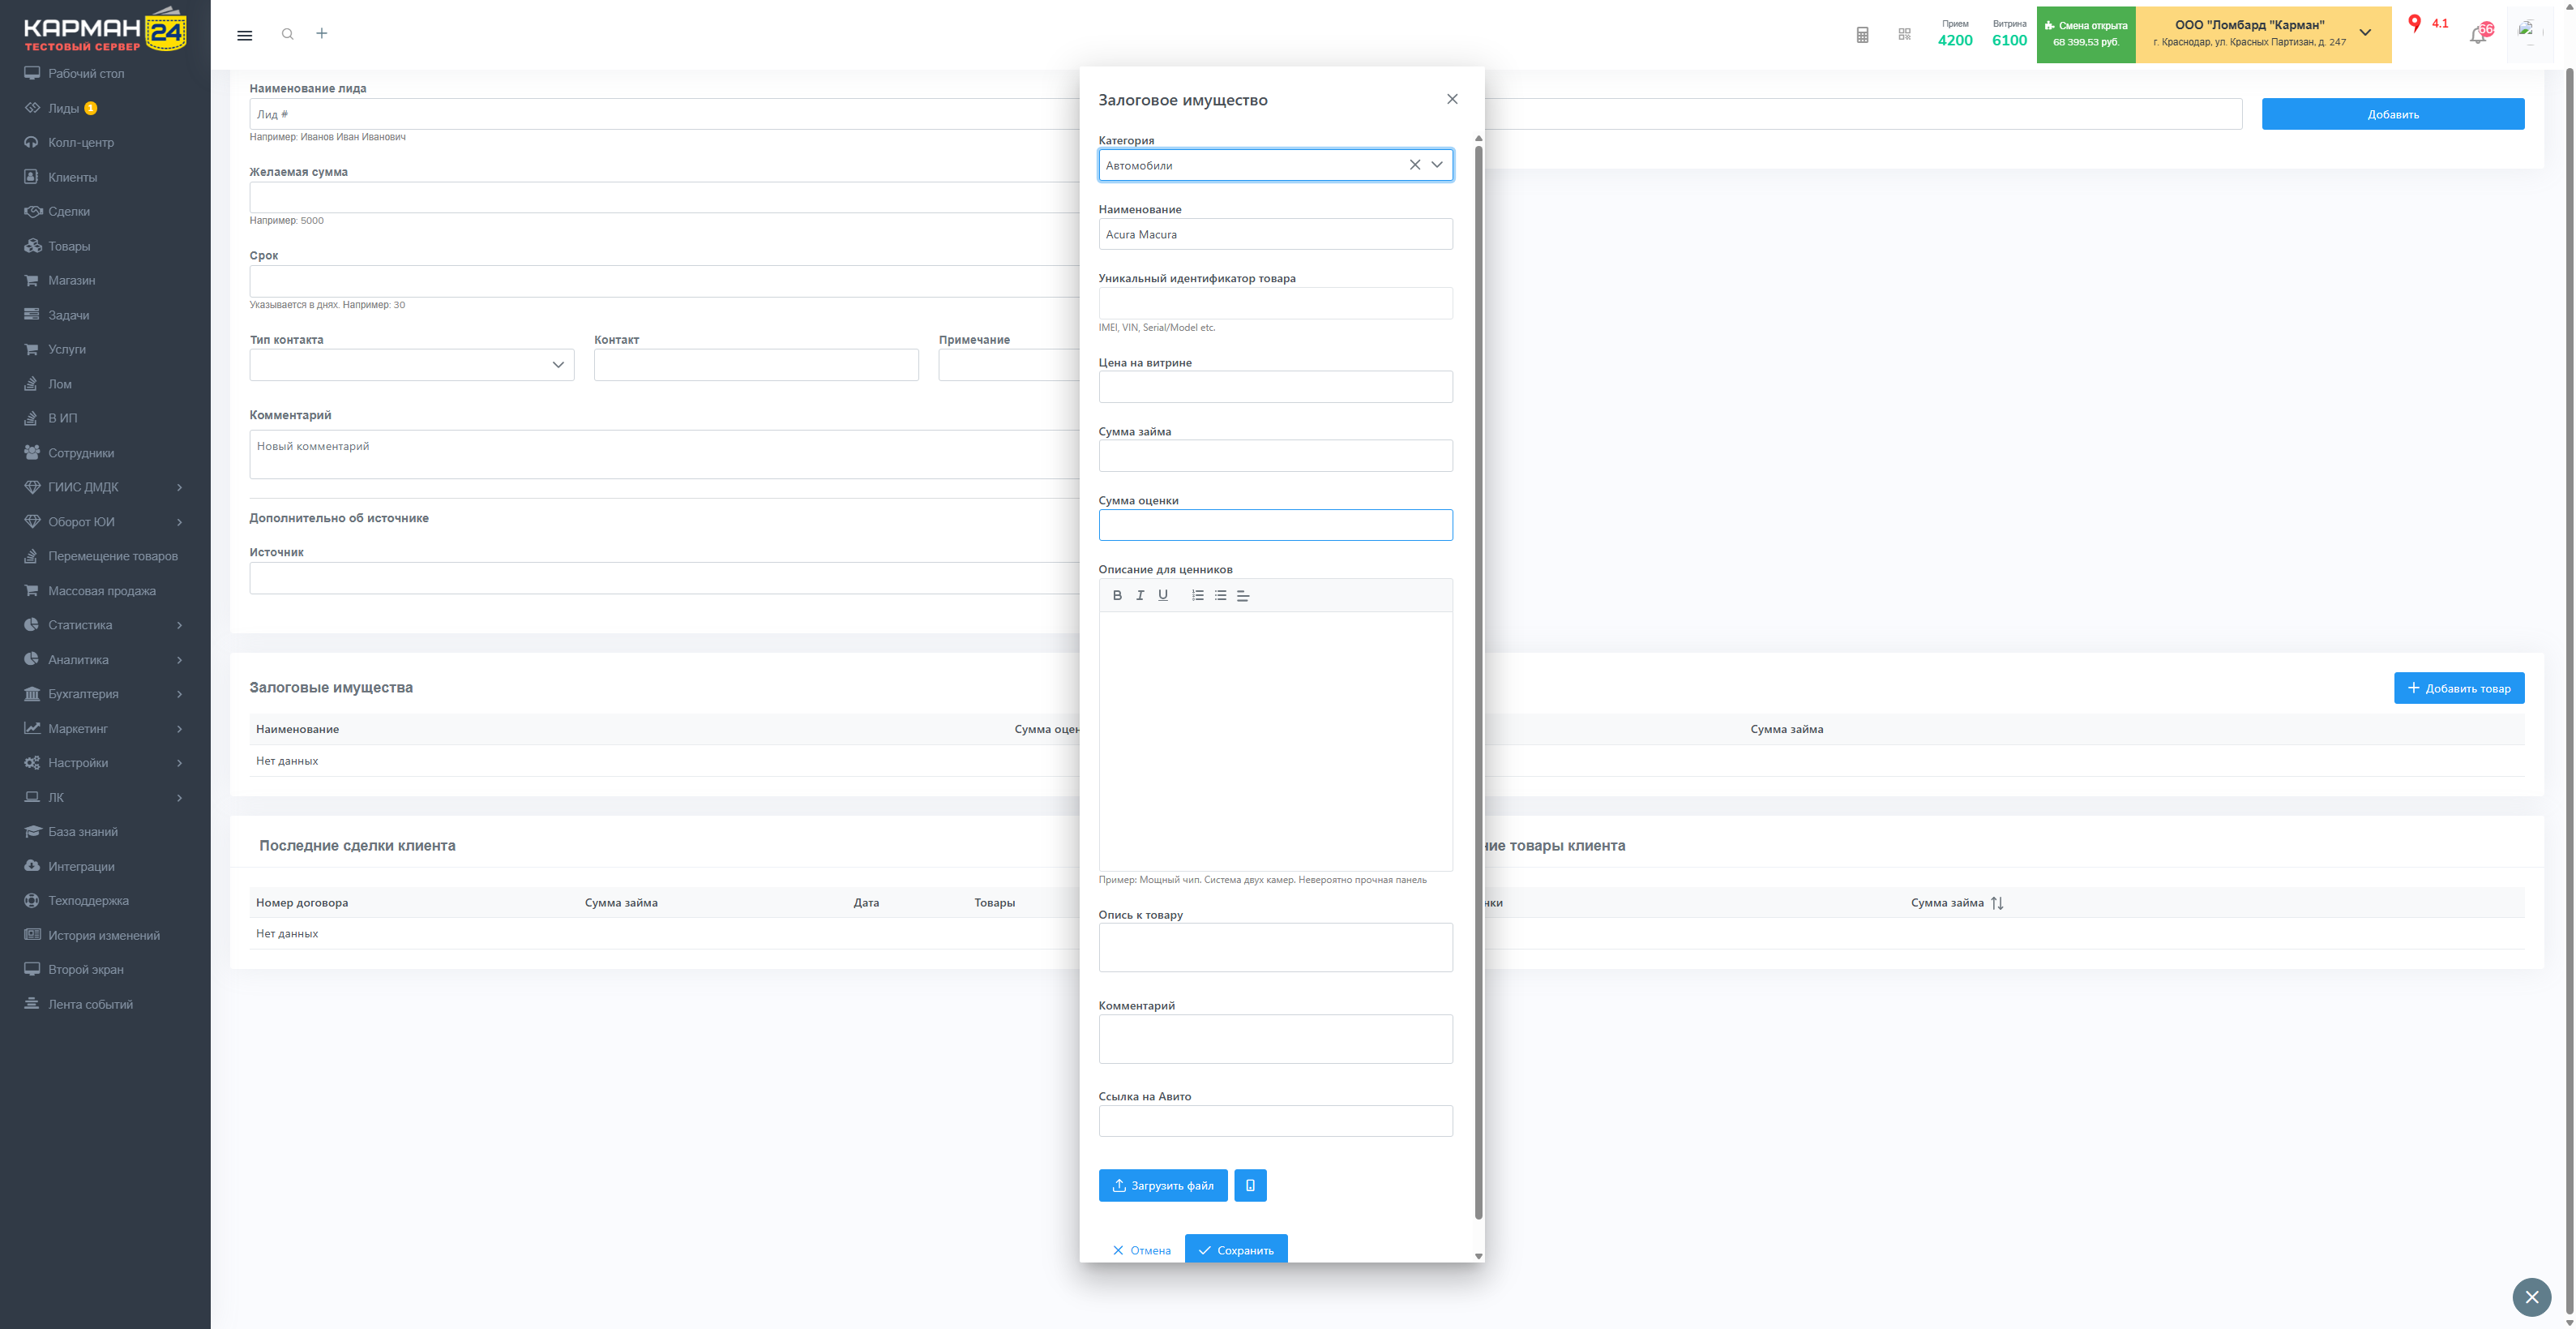 КАРМАН 24
ТЕСТОВЫЙ СЕРВЕР
Рабочий стол
Лиды 1
Колл-центр
Клиенты
Сделки
Товары
Магазин
Задачи
Услуги
Лом
В ИП
Сотрудники
ГИИС ДМДК
Оборот ЮИ
Перемещение товаров
Массовая продажа
Статистика
Аналитика
Бухгалтерия
Маркетинг
Настройки
ЛК
База знаний
Интеграции
Техподдержка
История изменений
Второй экран
Лента событий
Прием
4200
Витрина
6100
Смена открыта
68 399,53 руб.
ООО "Ломбард "Карман"
г. Краснодар, ул. Красных Партизан, д. 247
4.1
Наименование лида
Лид #
Например: Иванов Иван Иванович
Добавить
Желаемая сумма
Например: 5000
Срок
Указывается в днях. Например: 30
Тип контакта
Контакт
Примечание
Комментарий
Новый комментарий
Дополнительно об источнике
Источник
Залоговые имущества
Добавить товар
Наименование
Сумма займа
Нет данных
Последние сделки клиента
товары клиента
Номер договора
Сумма займа
Дата
Товары
Сумма займа
Нет данных
Залоговое имущество
Категория
Автомобили
Наименование
Acura Macura
Уникальный идентификатор товара
IMEI, VIN, Serial/Model etc.
Цена на витрине
Сумма займа
Сумма оценки
Описание для ценников
Пример: Мощный чип. Система двух камер. Невероятно прочная панель
Опись к товару
Комментарий
Ссылка на Авито
Загрузить файл
Отмена
Сохранить